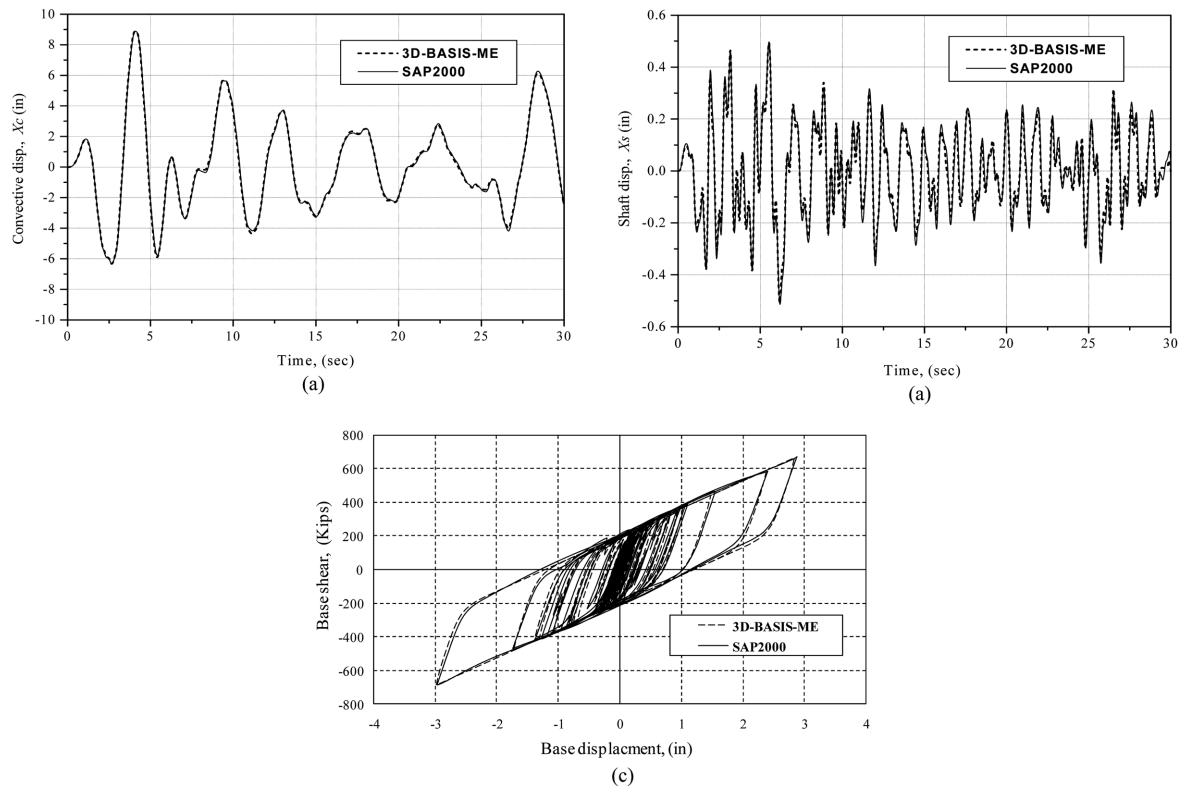 10
8
6
4
2
0
-2
-4
-6
-8
-10
0 5 10 15 20 25 30
Convective disp., Xc (in)
Time, (sec)
3D-BASIS-ME
SAP2000
(a)
0.6
0.4
0.2
0.0
-0.2
-0.4
-0.6
0 5 10 15 20 25 30
Shaft disp., Xs (in)
Time, (sec)
3D-BASIS-ME
SAP2000
(a)
800
600
400
200
0
-200
-400
-600
-800
-4 -3 -2 -1 0 1 2 3 4
Base shear, (Kips)
Base displacment, (in)
3D-BASIS-ME
SAP2000
(c)